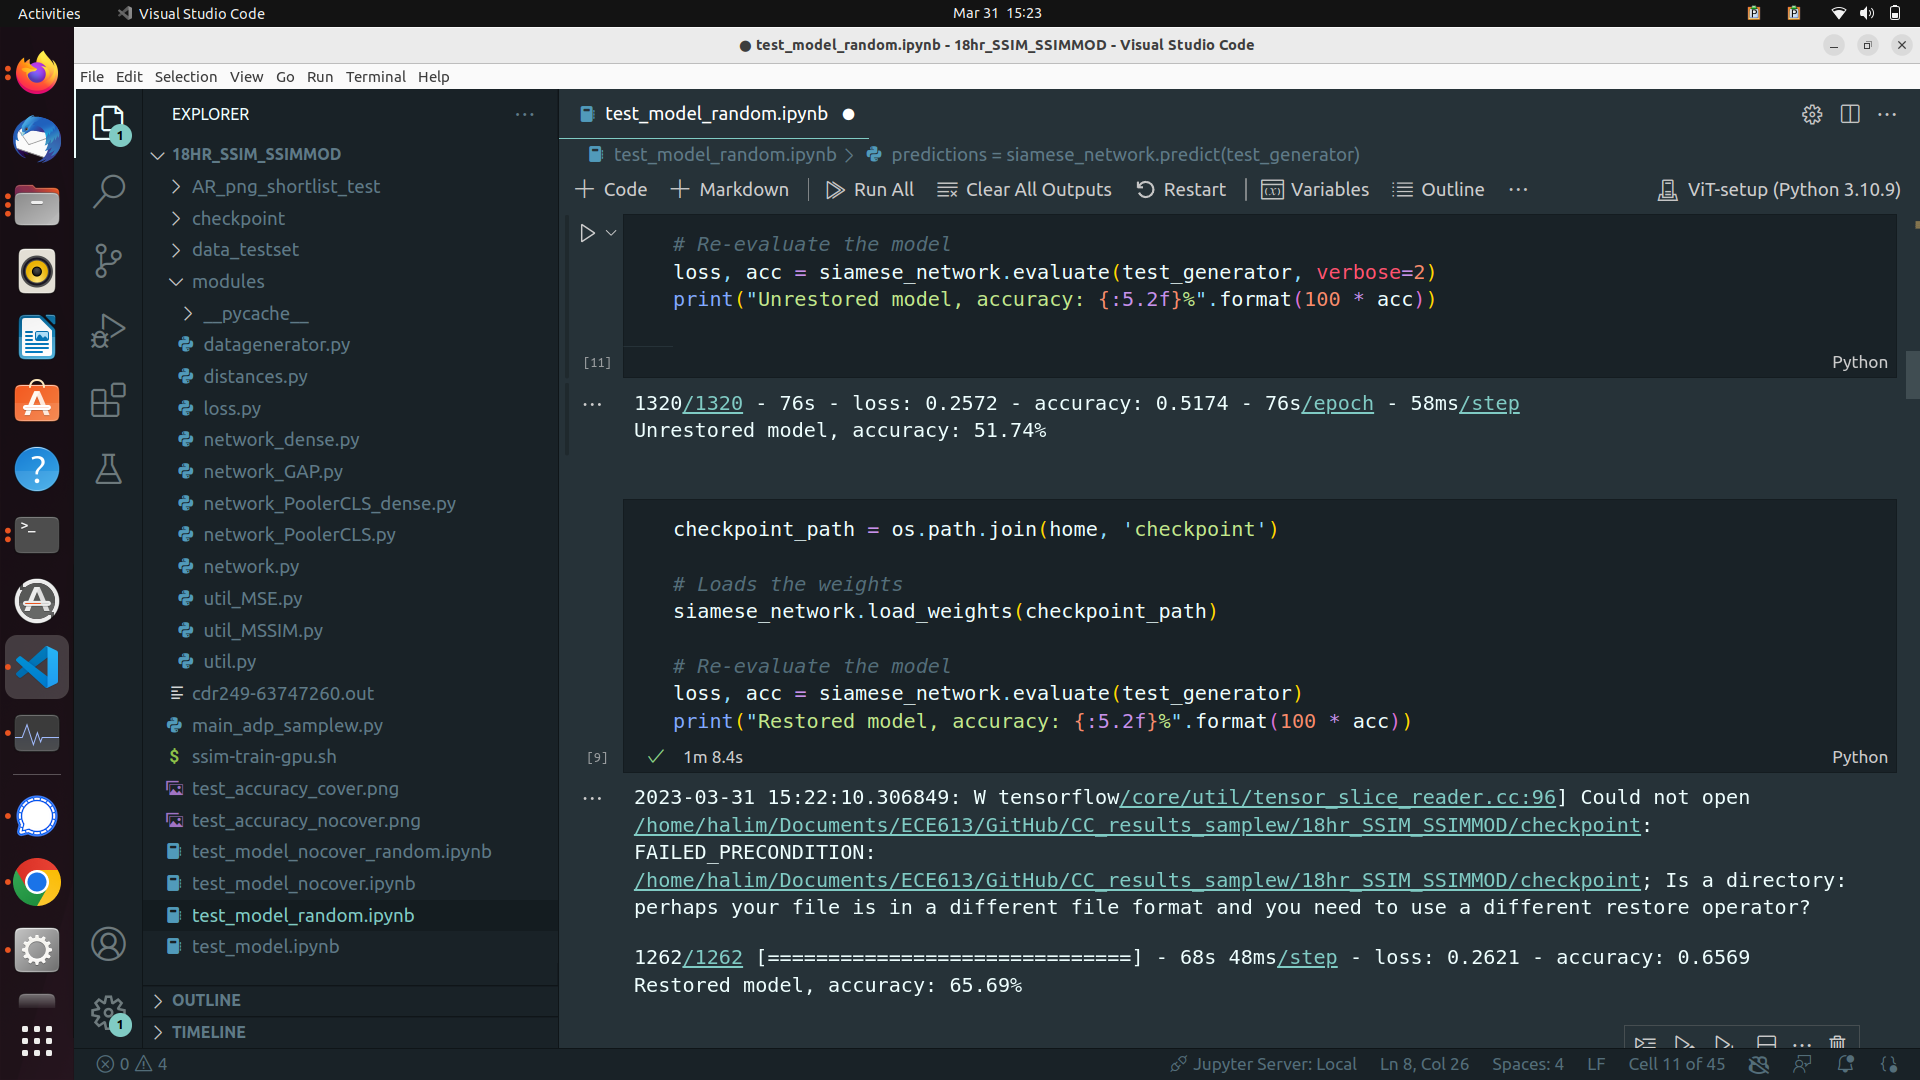 Activities
Visual Studio Code
Mar 31 15:23
● test_model_random.ipynb - 18hr_SSIM_SSIMMOD - Visual Studio Code
File Edit Selection View Go Run Terminal Help
EXPLORER
1
18HR_SSIM_SSIMMOD
AR_png_shortlist_test
checkpoint
data_testset
modules
__pycache__
datagenerator.py
distances.py
loss.py
network_dense.py
network_GAP.py
network_PoolerCLS_dense.py
network_PoolerCLS.py
network.py
util_MSE.py
util_MSSIM.py
util.py
cdr249-63747260.out
main_adp_samplew.py
ssim-train-gpu.sh
test_accuracy_cover.png
test_accuracy_nocover.png
test_model_nocover_random.ipynb
test_model_nocover.ipynb
test_model_random.ipynb
test_model.ipynb
OUTLINE
TIMELINE
1
test_model_random.ipynb ●
test_model_random.ipynb > predictions = siamese_network.predict(test_generator)
+ Code + Markdown Run All Clear All Outputs Restart Variables Outline ··· ViT-setup (Python 3.10.9)
# Re-evaluate the model
loss, acc = siamese_network.evaluate(test_generator, verbose=2)
print("Unrestored model, accuracy: {:5.2f}%".format(100 * acc))
[11]
Python
1320/1320 - 76s - loss: 0.2572 - accuracy: 0.5174 - 76s/epoch - 58ms/step
Unrestored model, accuracy: 51.74%
checkpoint_path = os.path.join(home, 'checkpoint')
# Loads the weights
siamese_network.load_weights(checkpoint_path)
# Re-evaluate the model
loss, acc = siamese_network.evaluate(test_generator)
print("Restored model, accuracy: {:5.2f}%".format(100 * acc))
[9]
1m 8.4s
Python
2023-03-31 15:22:10.306849: W tensorflow/core/util/tensor_slice_reader.cc:96] Could not open
/home/halim/Documents/ECE613/GitHub/CC_results_samplew/18hr_SSIM_SSIMMOD/checkpoint:
FAILED_PRECONDITION:
/home/halim/Documents/ECE613/GitHub/CC_results_samplew/18hr_SSIM_SSIMMOD/checkpoint; Is a directory:
perhaps your file is in a different file format and you need to use a different restore operator?
1262/1262 [==============================] - 68s 48ms/step - loss: 0.2621 - accuracy: 0.6569
Restored model, accuracy: 65.69%
0 4
Jupyter Server: Local Ln 8, Col 26 Spaces: 4 LF Cell 11 of 45